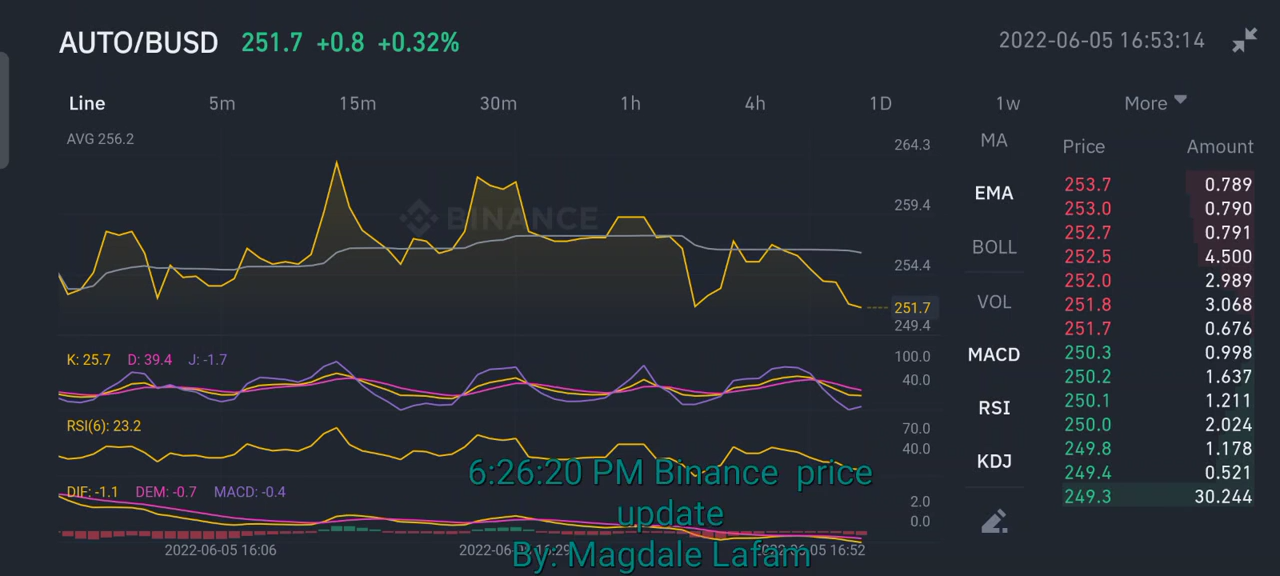 AUTO/BUSD 251.7 +0.8 +0.32% 2022-06-05 16:53:14
Line 5m 15m 30m 1h 4h 1D 1w More
AVG 256.2
264.3
259.4
254.4
251.7
249.4
BINANCE
K: 25.7 D: 39.4 J: -1.7
100.0
40.0
RSI(6): 23.2
70.0
40.0
DIF: -1.1 DEM: -0.7 MACD: -0.4
2.0
0.0
2022-06-05 16:06 2022-06-05 16:29 2022-06-05 16:52
MA
EMA
BOLL
VOL
MACD
RSI
KDJ
Price Amount
253.7 0.789
253.0 0.790
252.7 0.791
252.5 4.500
252.0 2.989
251.8 3.068
251.7 0.676
250.3 0.998
250.2 1.637
250.1 1.211
250.0 2.024
249.8 1.178
249.4 0.521
249.3 30.244
6:26:20 PM Binance price
update
By: Magdale Lafam